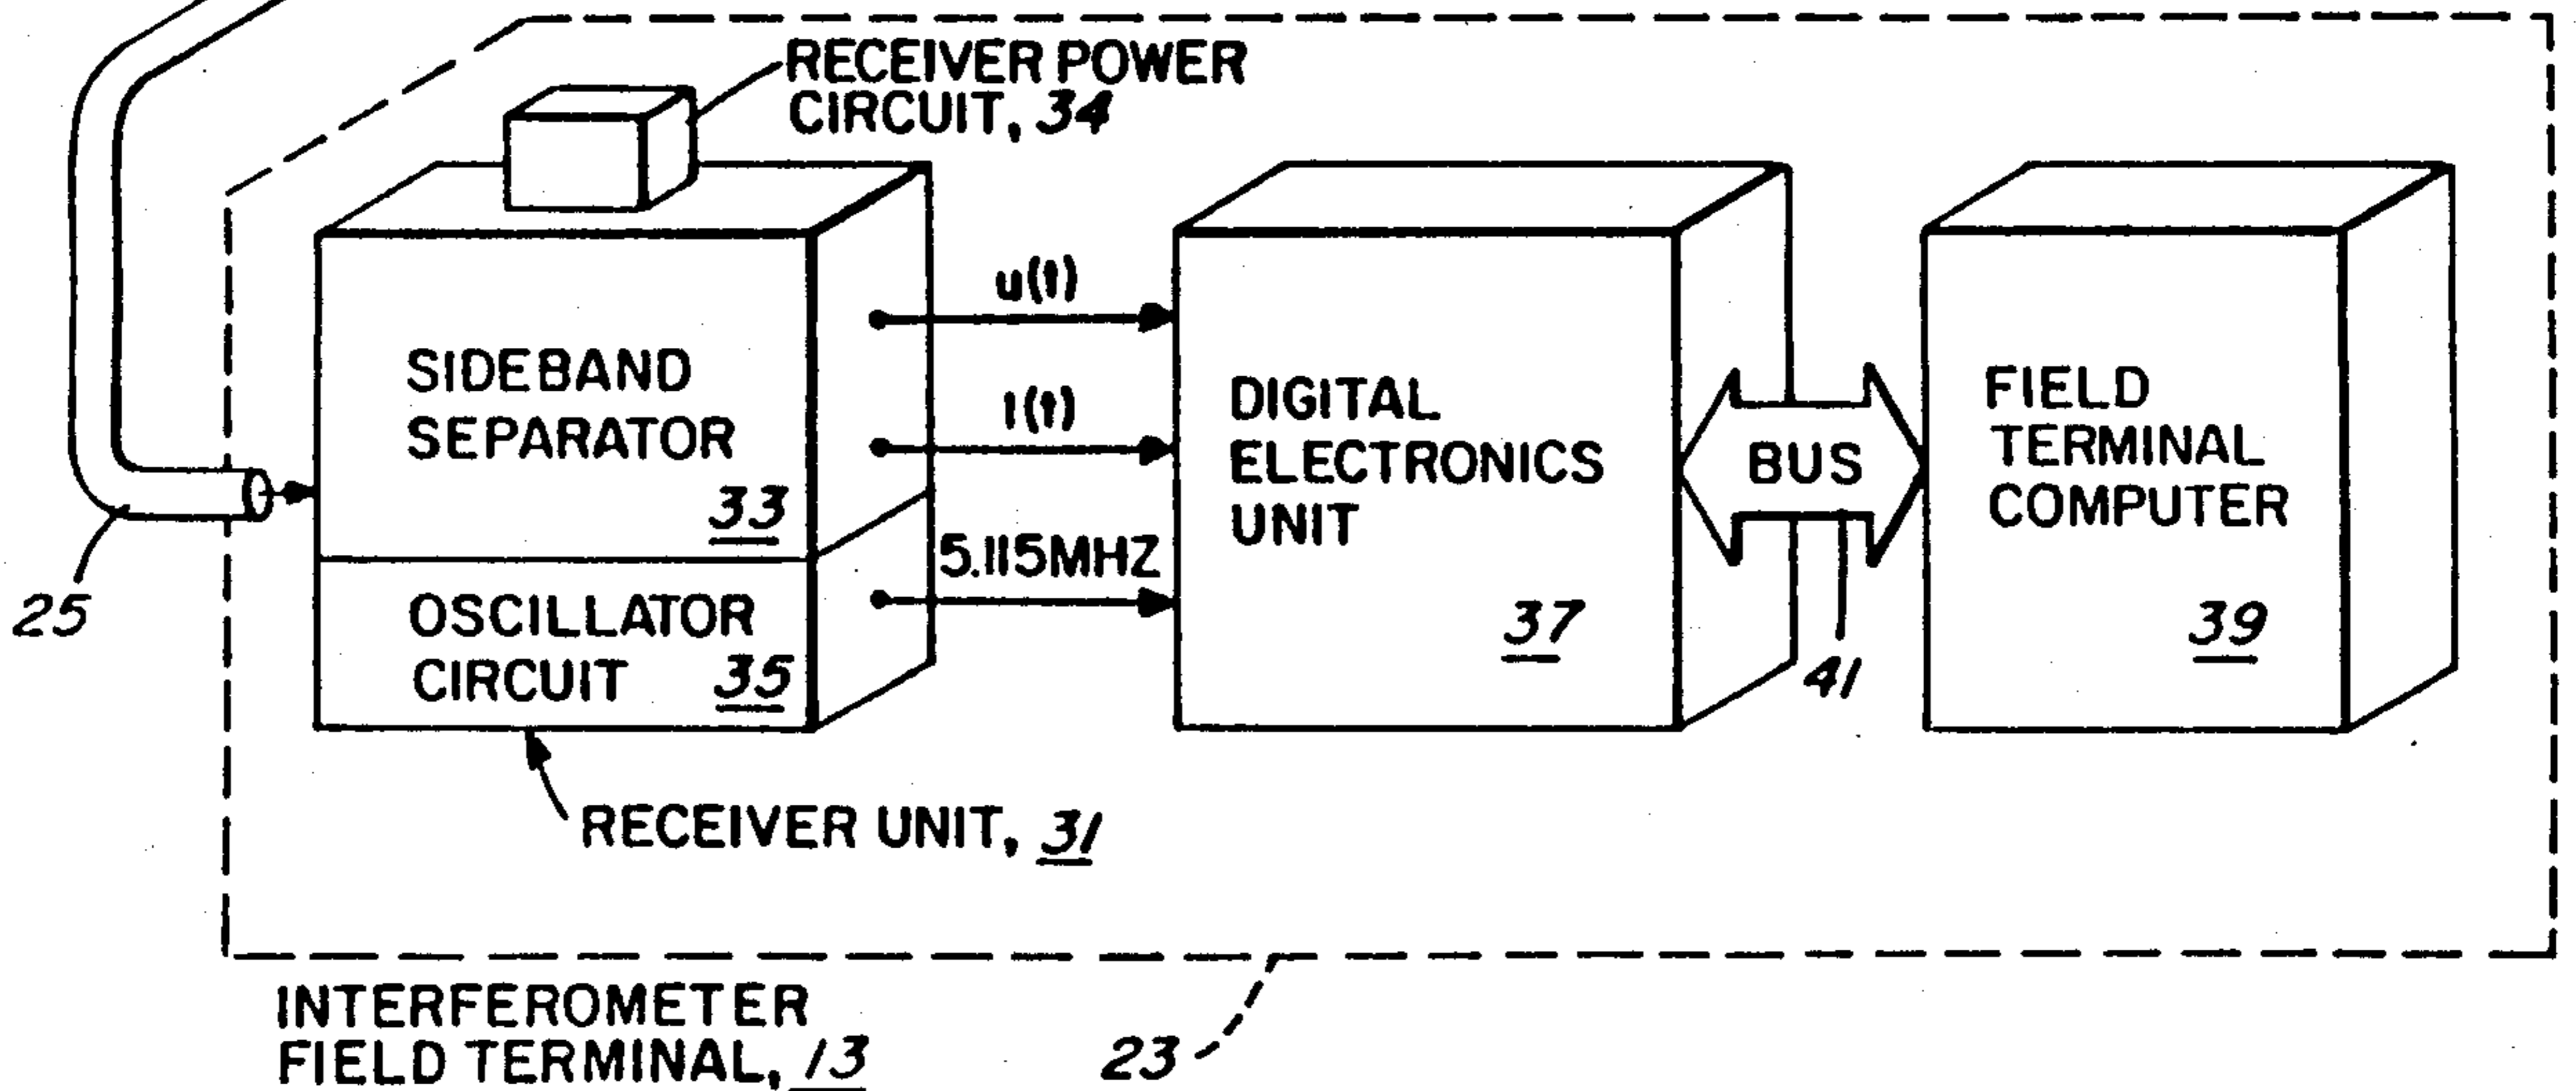 RECEIVER POWER
CIRCUIT, 34
u(t)
l(t)
5.115MHZ
SIDEBAND
SEPARATOR
33
OSCILLATOR
CIRCUIT 35
DIGITAL
ELECTRONICS
UNIT
37
BUS
41
FIELD
TERMINAL
COMPUTER
39
25
RECEIVER UNIT, 31
INTERFEROMETER
FIELD TERMINAL, 13
23